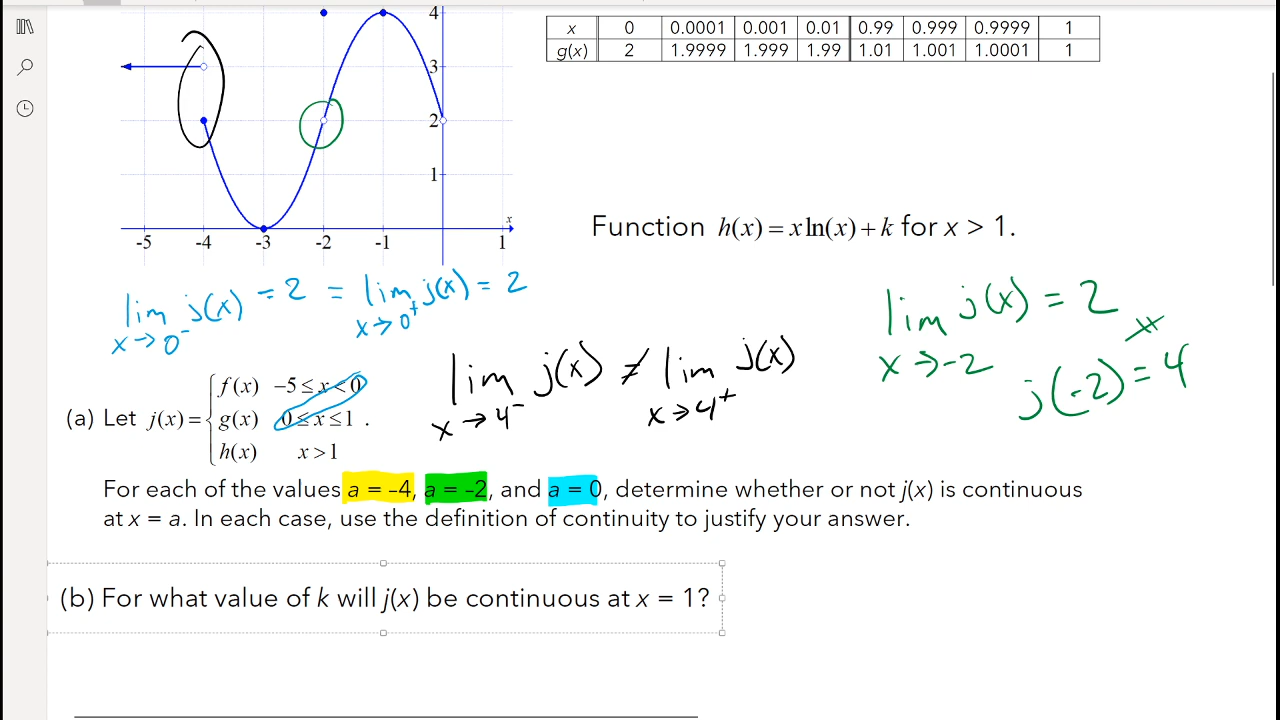 4
3
2
1
x
-5 -4 -3 -2 -1 1
x 0 0.0001 0.001 0.01 0.99 0.999 0.9999 1
g(x) 2 1.9999 1.999 1.99 1.01 1.001 1.0001 1
Function h(x) = x ln(x) + k for x > 1.
lim j(x) = 2 = lim j(x) = 2
x → 0⁻ x → 0⁺
lim j(x) = 2
x → -2
≠
j(-2) = 4
lim j(x) ≠ lim j(x)
x → 4⁻ x → 4⁺
f(x) −5 ≤ x < 0
(a) Let j(x) = { g(x) 0 ≤ x ≤ 1 .
h(x) x > 1
For each of the values a = –4, a = –2, and a = 0, determine whether or not j(x) is continuous
at x = a. In each case, use the definition of continuity to justify your answer.
(b) For what value of k will j(x) be continuous at x = 1?